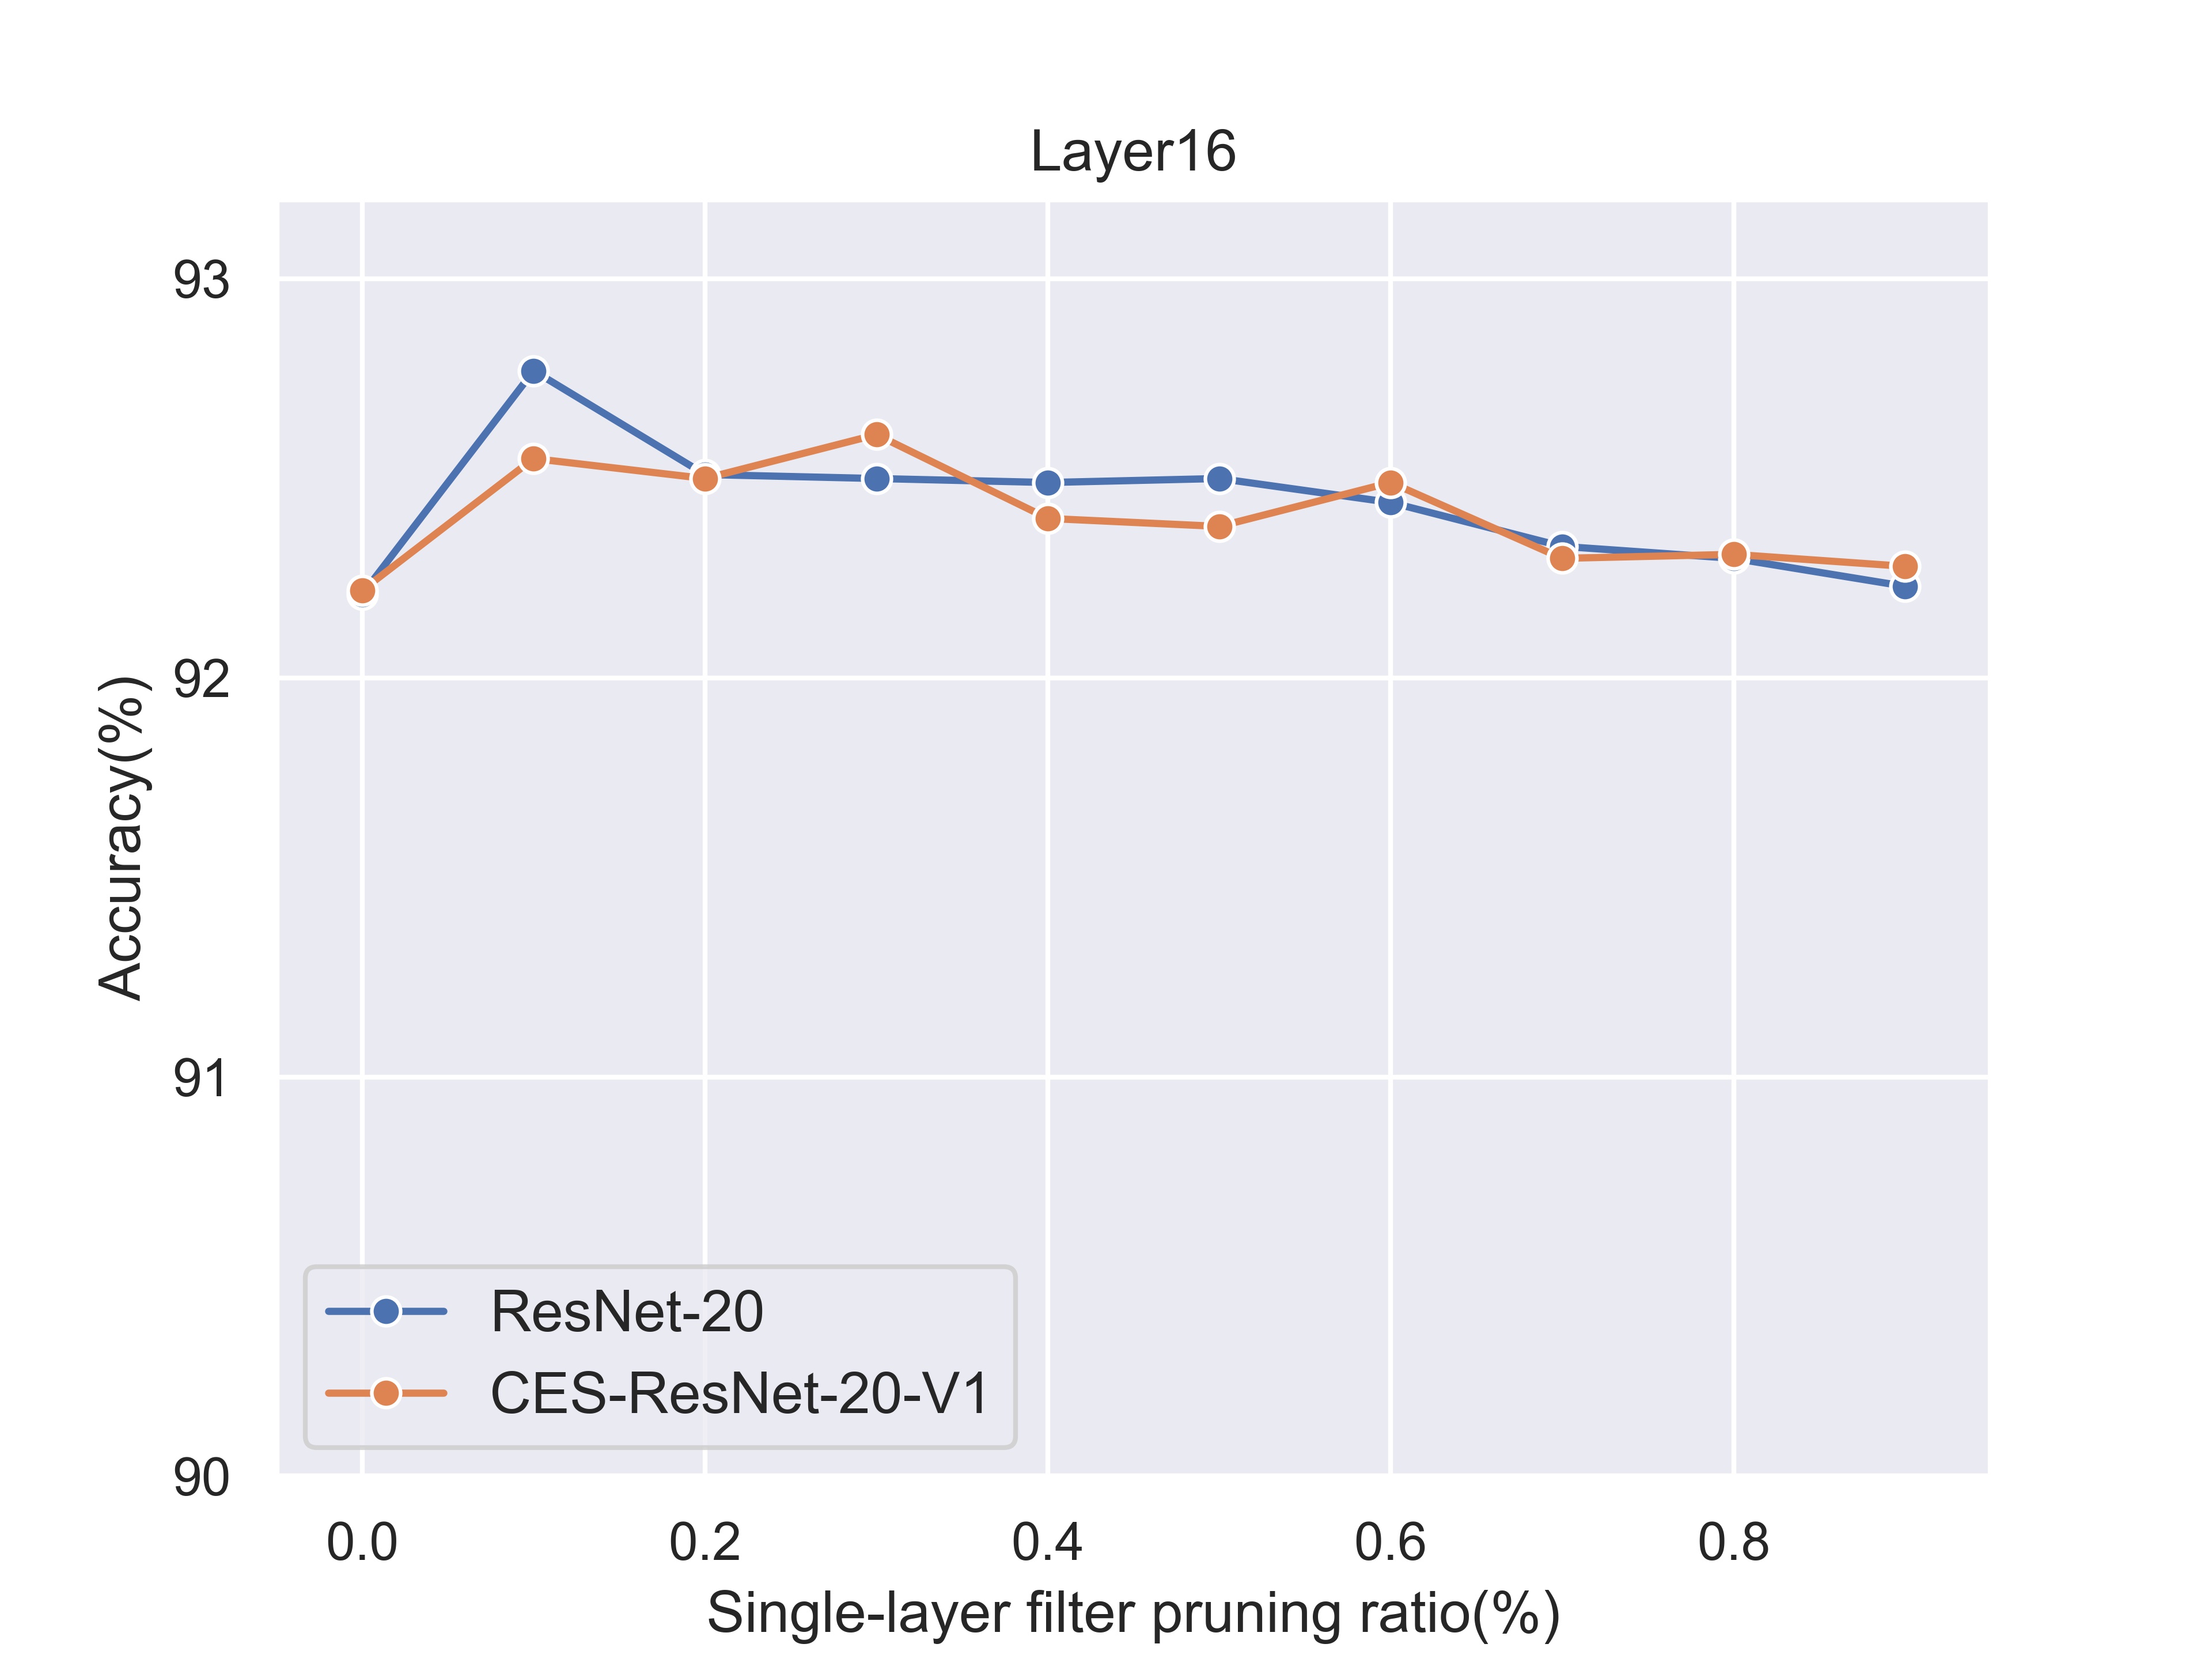 Layer16
93
92
91
90
Accuracy(%)
ResNet-20
CES-ResNet-20-V1
0.0 0.2 0.4 0.6 0.8
Single-layer filter pruning ratio(%)